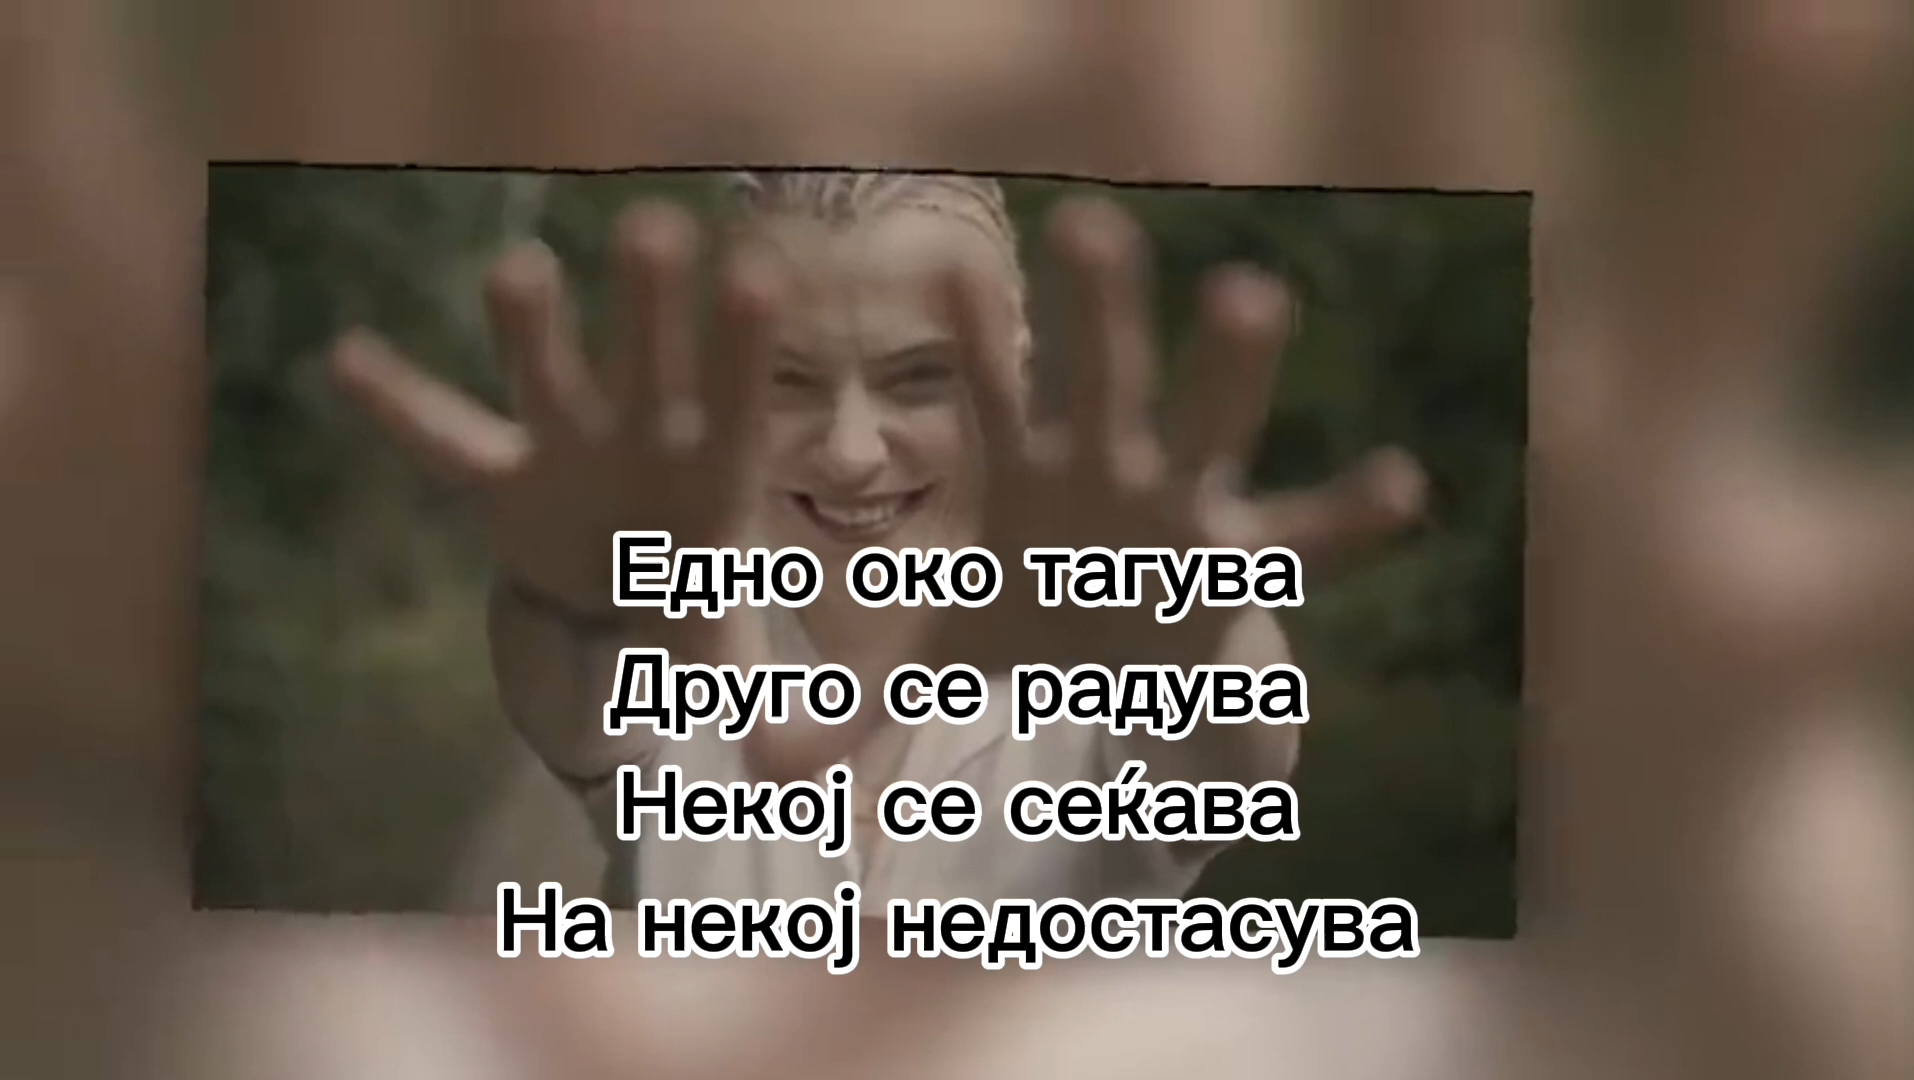 Едно око тагува
Друго се радува
Некој се сеќава
На некој недостасува